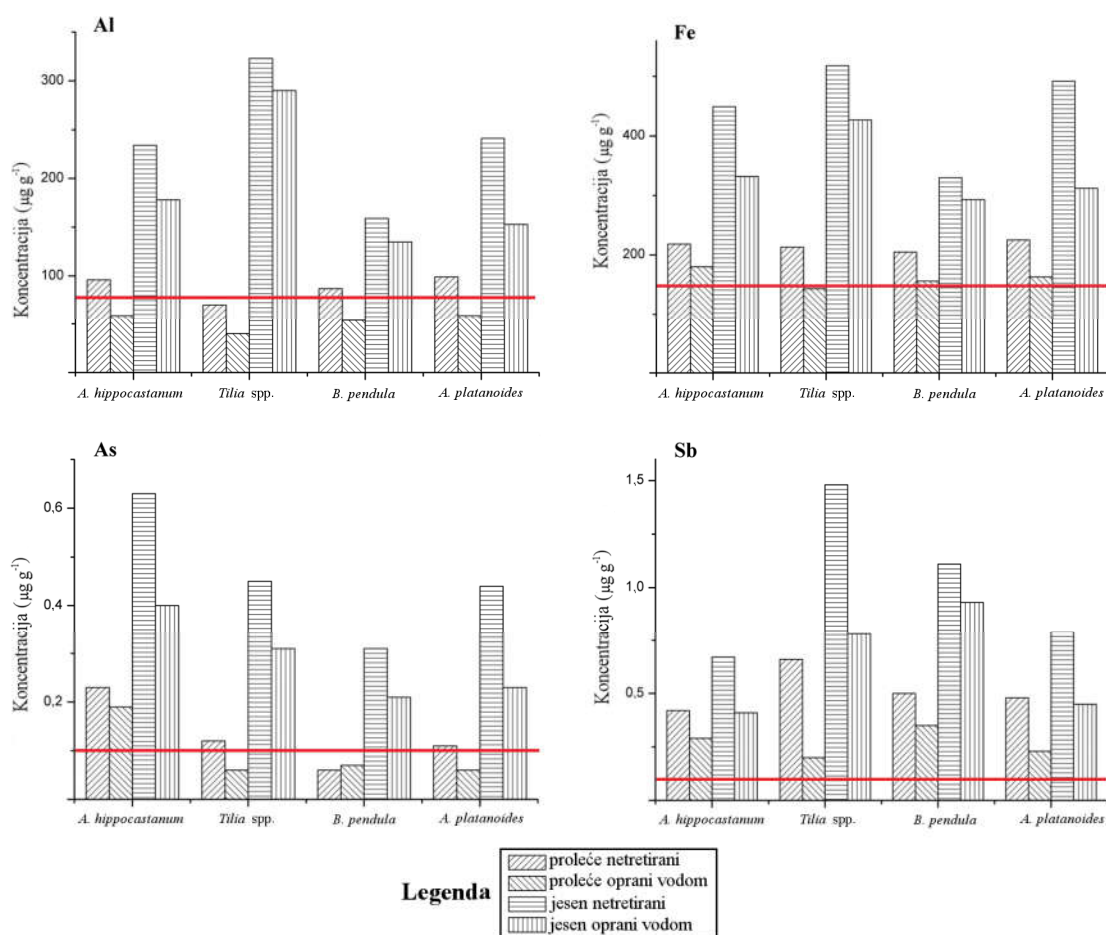 Al
Koncentracija (µg g⁻¹)
300
200
100
A. hippocastanum Tilia spp. B. pendula A. platanoides
Fe
Koncentracija (µg g⁻¹)
400
200
A. hippocastanum Tilia spp. B. pendula A. platanoides
As
Koncentracija (µg g⁻¹)
0,6
0,4
0,2
A. hippocastanum Tilia spp. B. pendula A. platanoides
Sb
Koncentracija (µg g⁻¹)
1,5
1,0
0,5
A. hippocastanum Tilia spp. B. pendula A. platanoides
Legenda
proleće netretirani
proleće oprani vodom
jesen netretirani
jesen oprani vodom